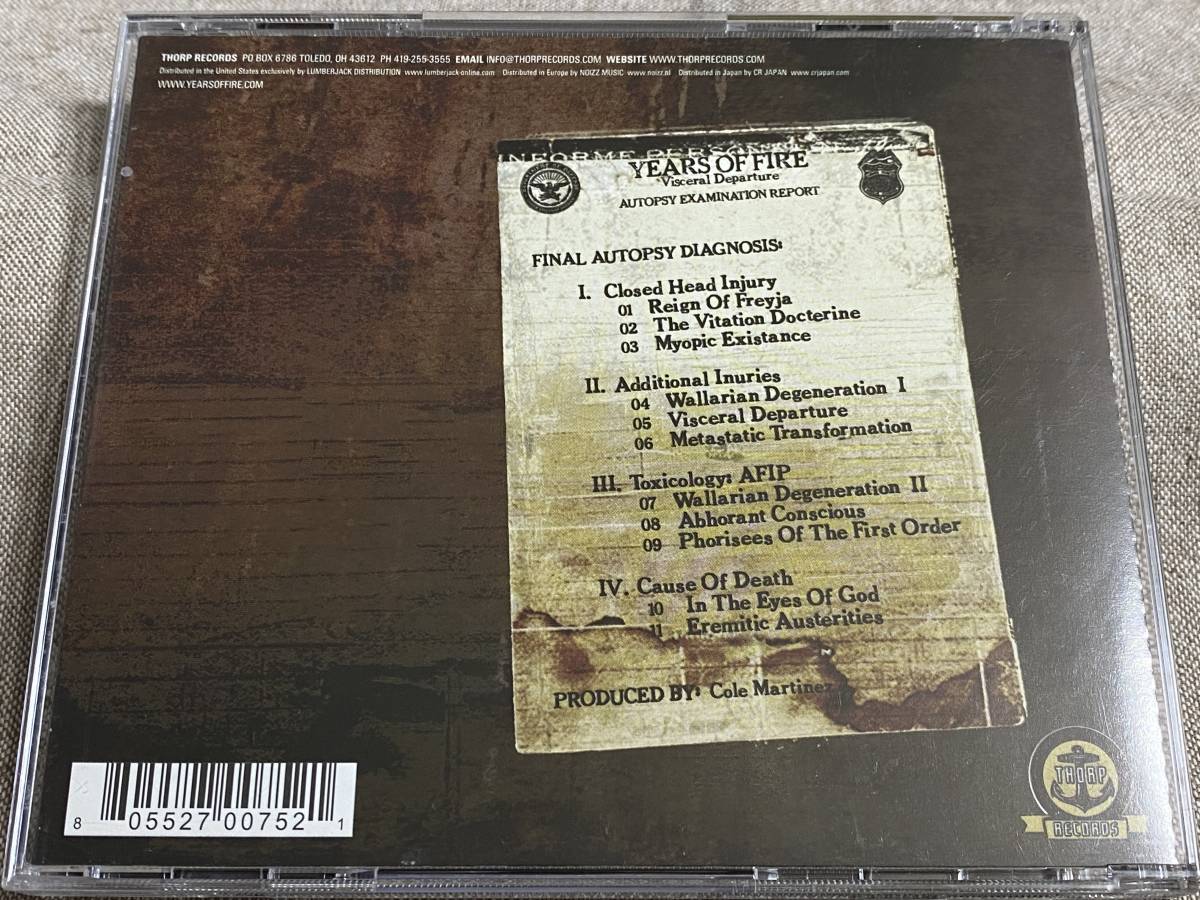 THORP RECORDS PO BOX 6786 TOLEDO, OH 43612 PH 419-255-3555 EMAIL INFO@THORPRECORDS.COM WEBSITE WWW.THORPRECORDS.COM
Distributed in the United States exclusively by LUMBERJACK DISTRIBUTION www.lumberjack-online.com Distributed in Europe by NOIZZ MUSIC www.noizz.nl Distributed in Japan by CR JAPAN www.crjapan.com
WWW.YEARSOFFIRE.COM
INFORME PERSONAL
YEARS OF FIRE
Visceral Departure
AUTOPSY EXAMINATION REPORT
FINAL AUTOPSY DIAGNOSIS:
I. Closed Head Injury
01 Reign Of Freyja
02 The Vitation Docterine
03 Myopic Existance
II. Additional Inuries
04 Wallarian Degeneration I
05 Visceral Departure
06 Metastatic Transformation
III. Toxicology: AFIP
07 Wallarian Degeneration II
08 Abhorant Conscious
09 Phorisees Of The First Order
IV. Cause Of Death
10 In The Eyes Of God
11 Eremitic Austerities
PRODUCED BY: Cole Martinez
8 05527 00752 1
THORP
RECORDS